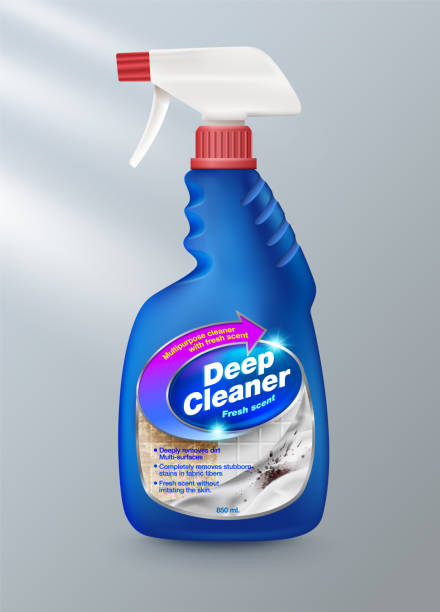 Multipurpose cleaner
with fresh scent
Deep
Cleaner
Fresh scent
• Deeply removes dirt
Multi-surfaces
• Completely removes stubborn
stains in fabric fibers
• Fresh scent without
irritating the skin.
850 ml.